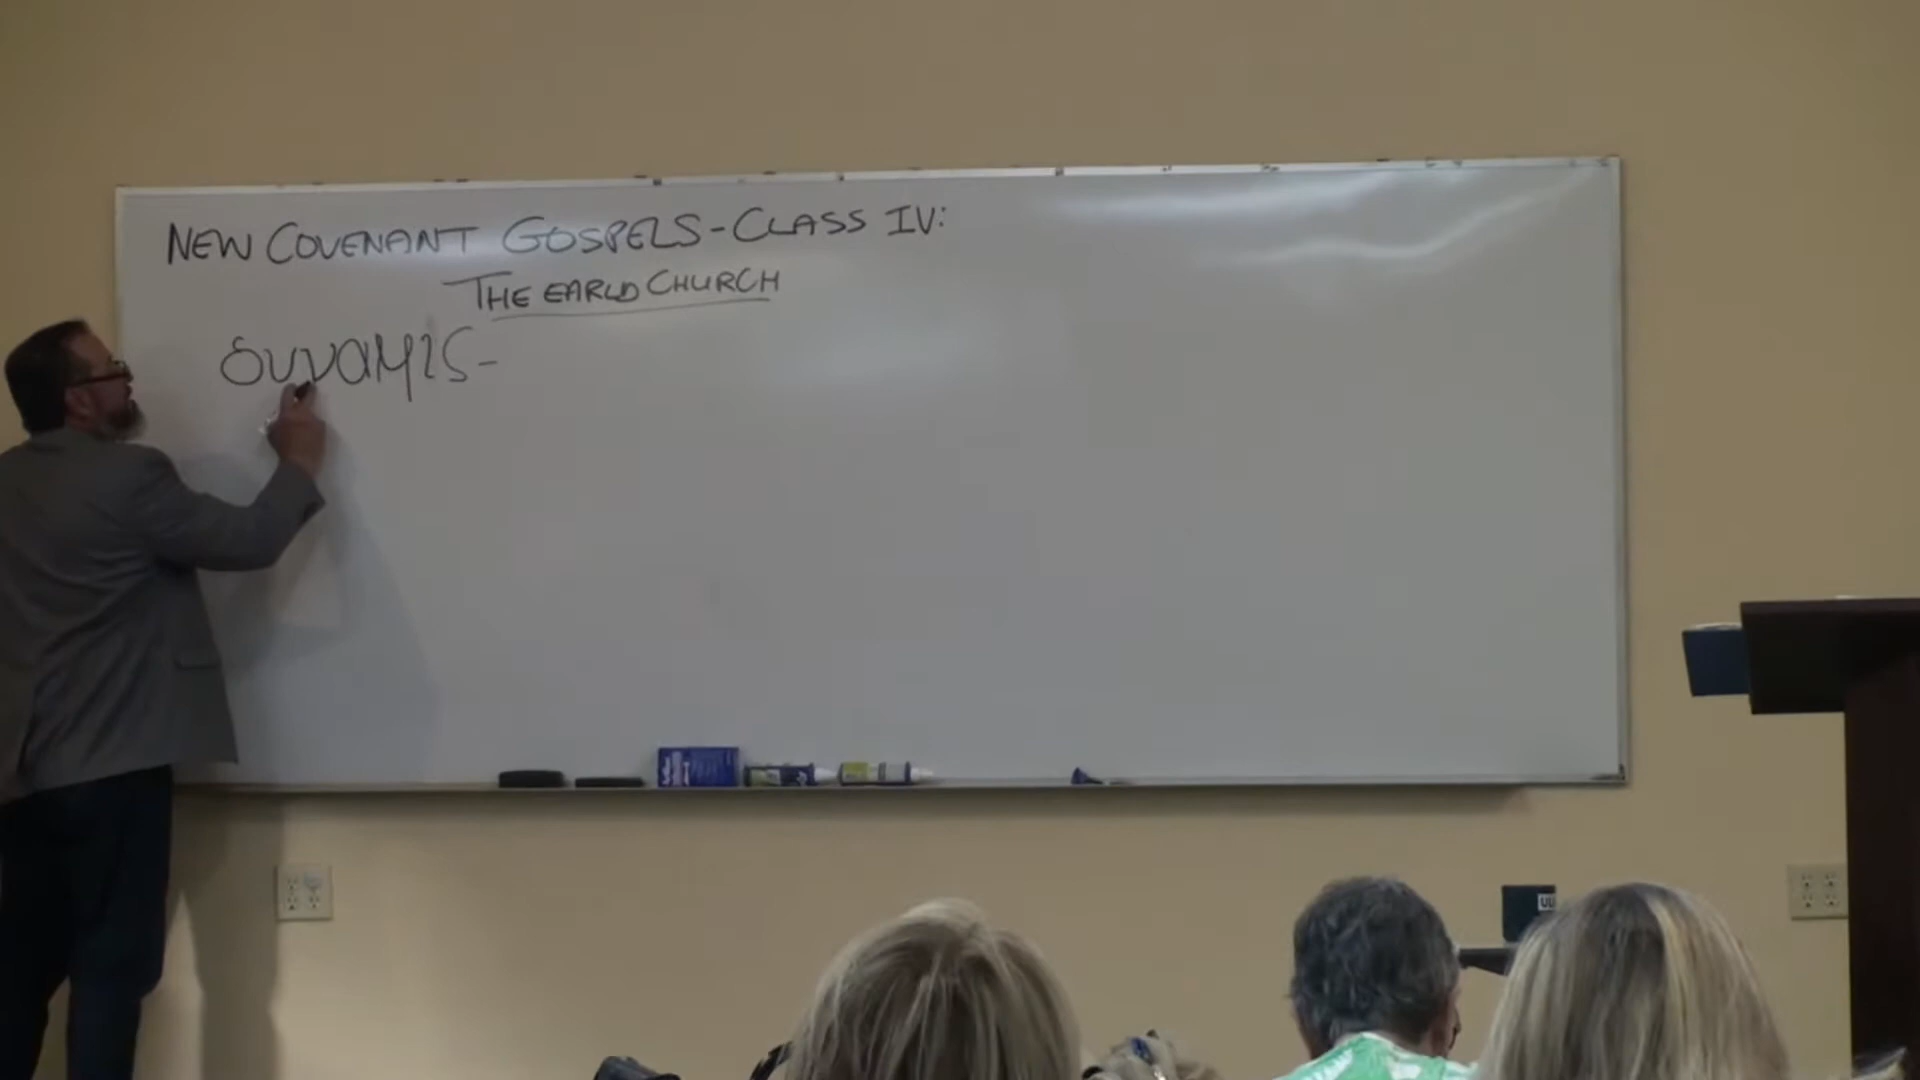 NEW COVENANT GOSPELS - CLASS IV:
THE EARLY CHURCH
δυναμις -